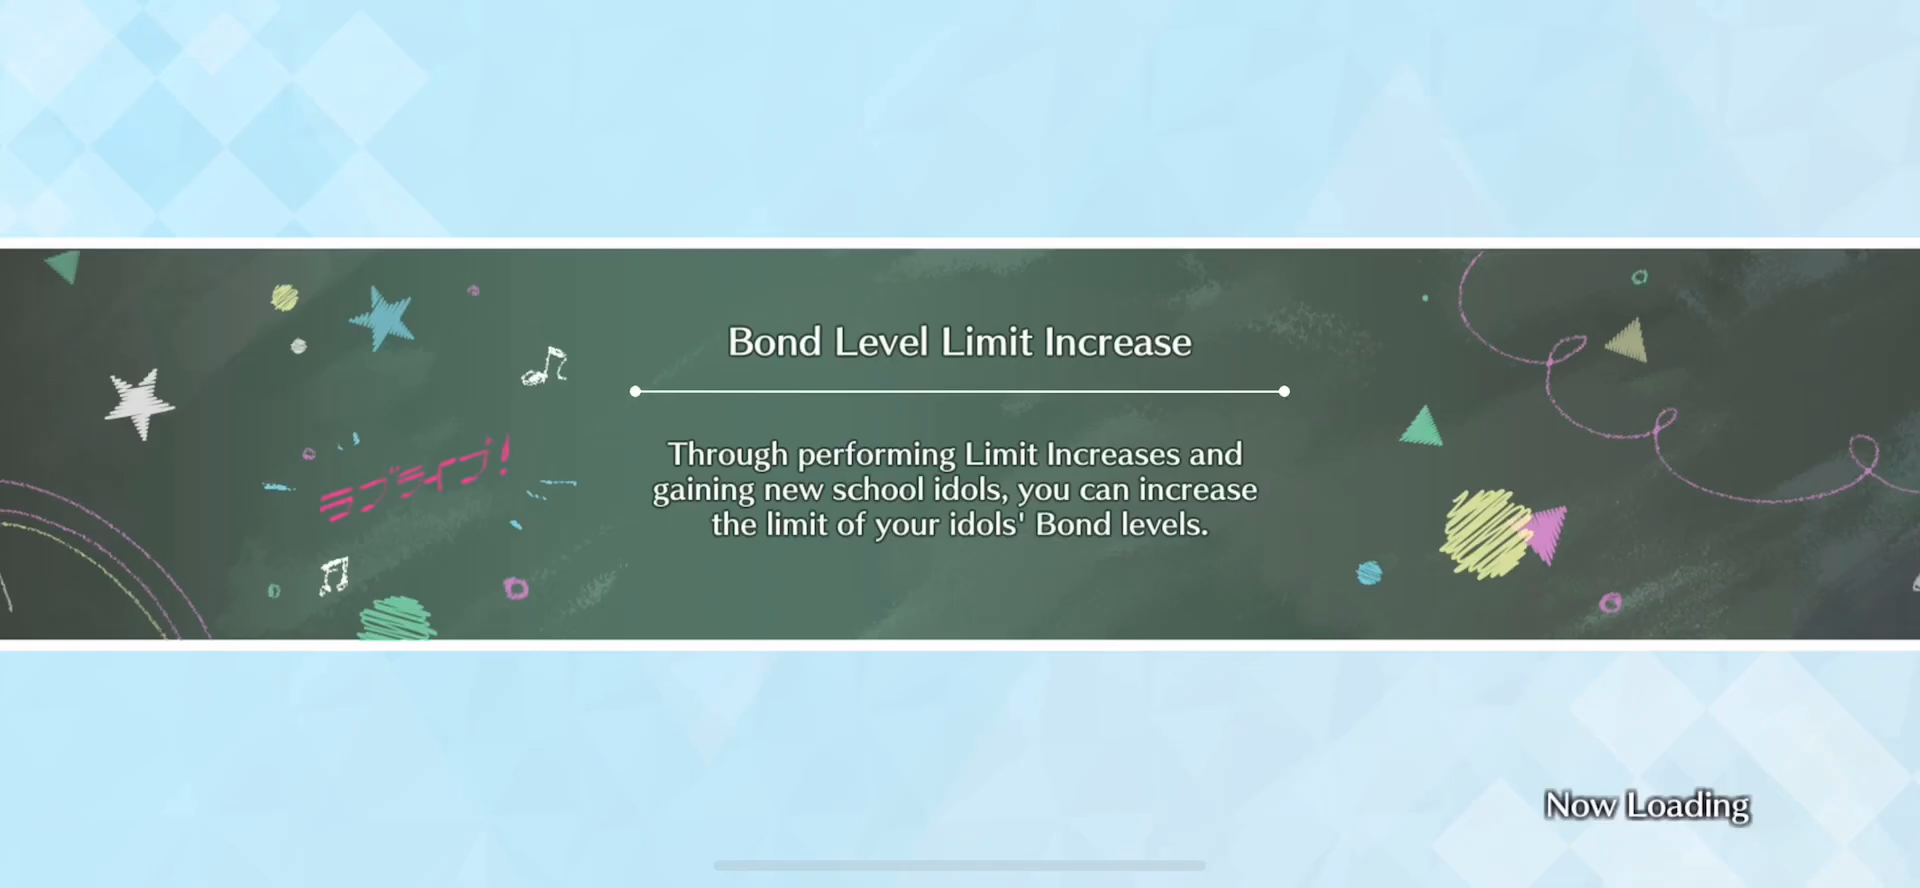 Bond Level Limit Increase
ラブライブ!
Through performing Limit Increases and
gaining new school idols, you can increase
the limit of your idols' Bond levels.
Now Loading